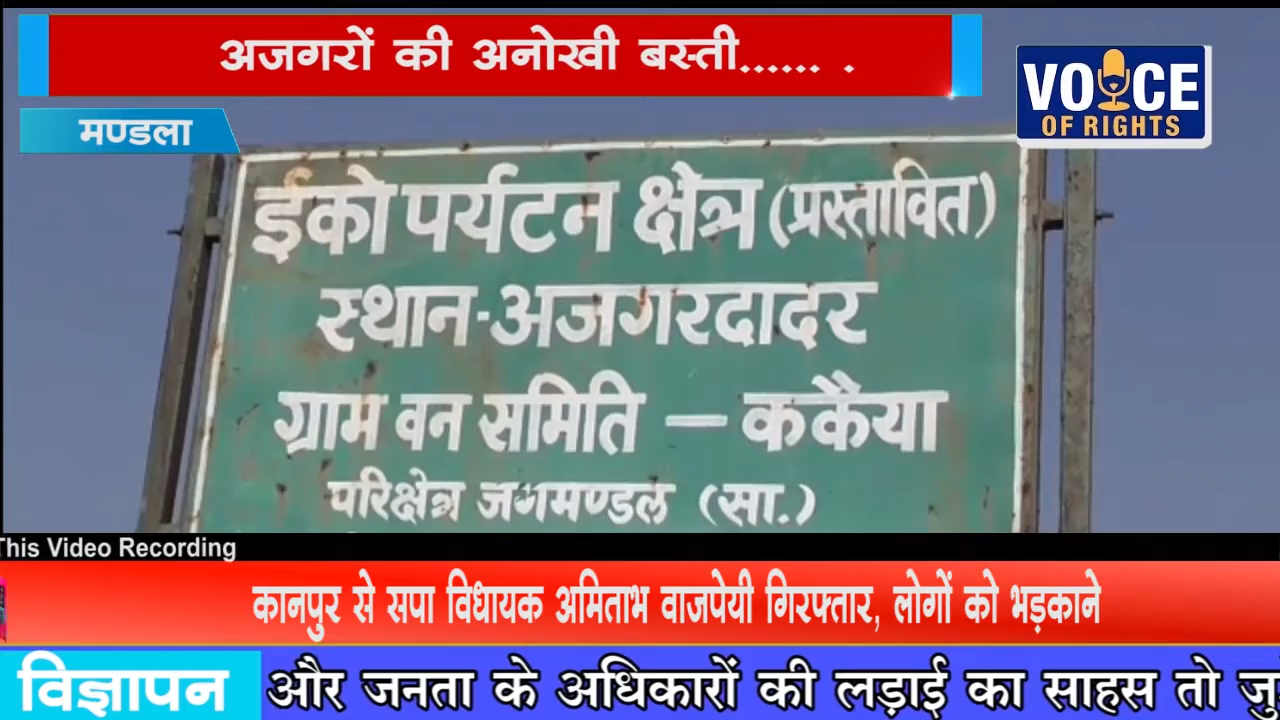 अजगरों की अनोखी बस्ती...... .
VOICE
OF RIGHTS
मण्डला
ईको पर्यटन क्षेत्र (प्रस्तावित)
स्थान-अजगरदादर
ग्राम वन समिति — ककैया
परिक्षेत्र जगमण्डल (सा.)
This Video Recording
कानपुर से सपा विधायक अमिताभ वाजपेयी गिरफ्तार, लोगों को भड़काने
विज्ञापन और जनता के अधिकारों की लड़ाई का साहस तो